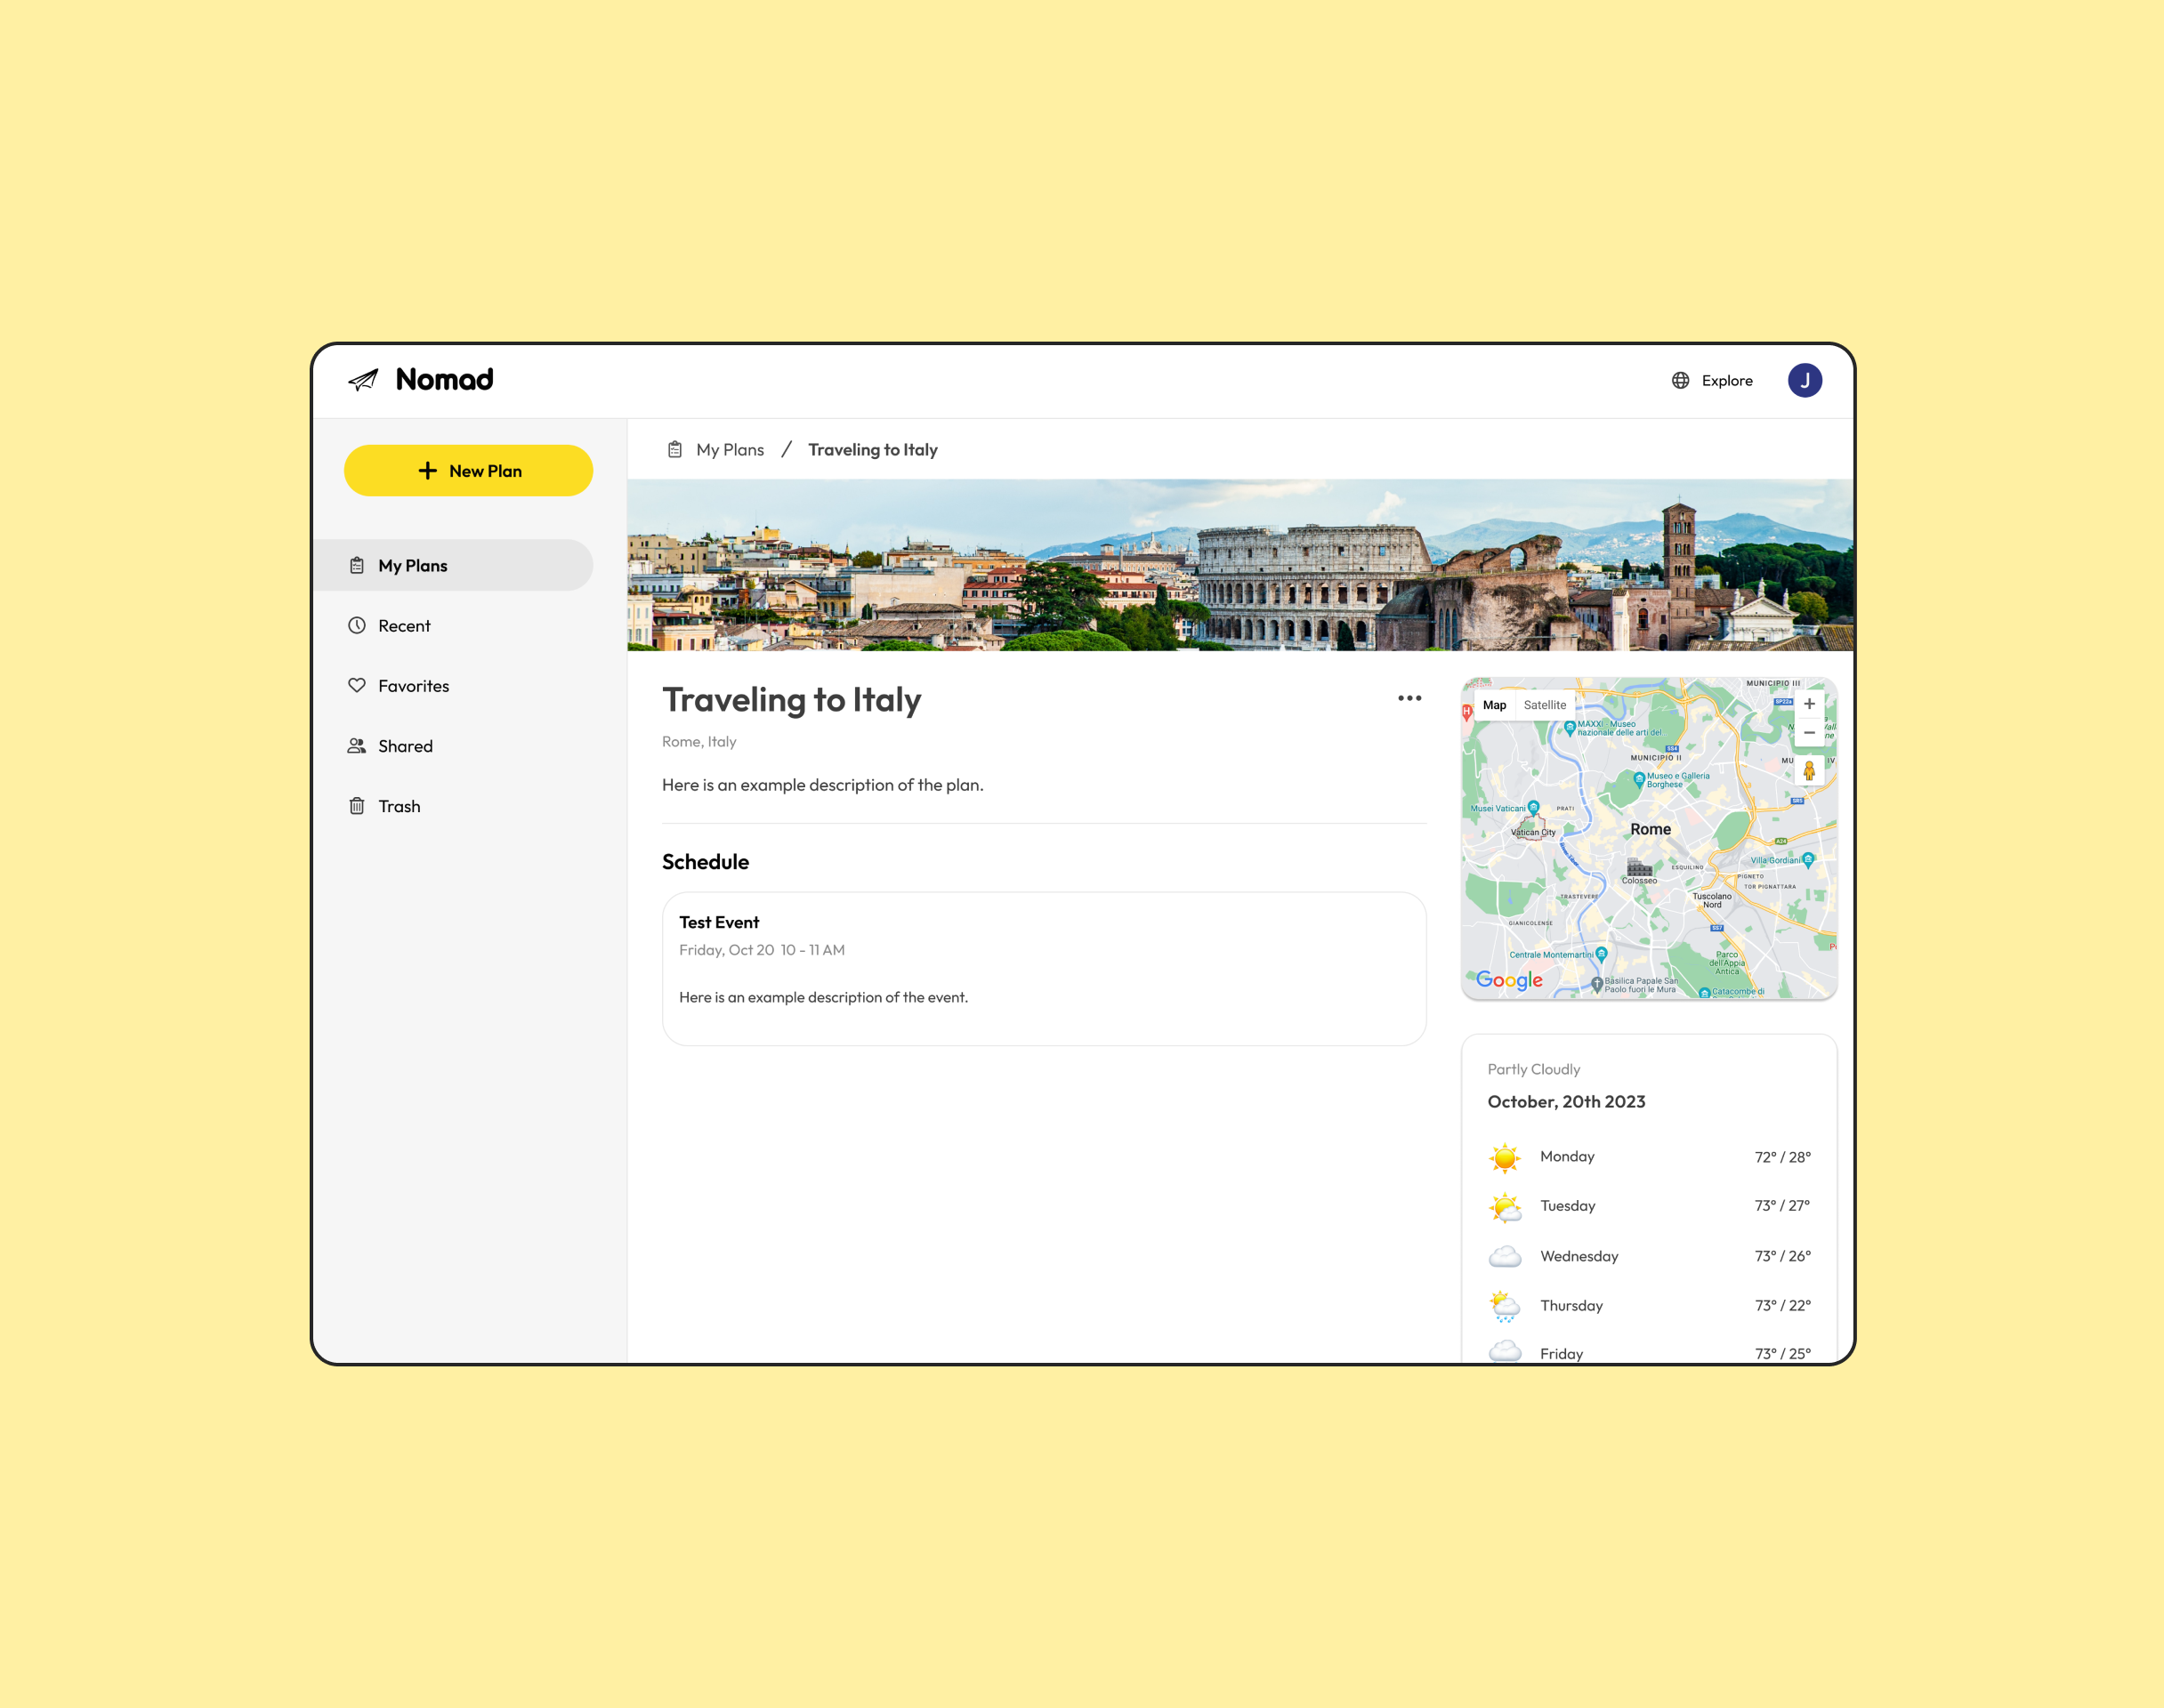 Nomad
Explore
J
New Plan
My Plans / Traveling to Italy
My Plans
Recent
Favorites
Shared
Trash
Traveling to Italy
Rome, Italy
Here is an example description of the plan.
Schedule
Test Event
Friday, Oct 20 10 - 11 AM
Here is an example description of the event.
Map Satellite
MUNICIPIO III
SP22a
H
MAXXI - Museo
nazionale delle arti del...
SS4
MUNICIPIO II
Museo e Galleria
Borghese
SR5
Musei Vaticani
PRATI
Vatican City
Rome
A24
Villa Gordiani
Colosseo
ESQUILINO
PIGNETO
TOR PIGNATTARA
TRASTEVERE
Tuscolano
Nord
GIANICOLENSE
SS7
Centrale Montemartini
Parco
dell'Appia
Antica
Google
Basilica Papale San
Paolo fuori le Mura
Catacombe di
Partly Cloudly
October, 20th 2023
Monday 72° / 28°
Tuesday 73° / 27°
Wednesday 73° / 26°
Thursday 73° / 22°
Friday 73° / 25°